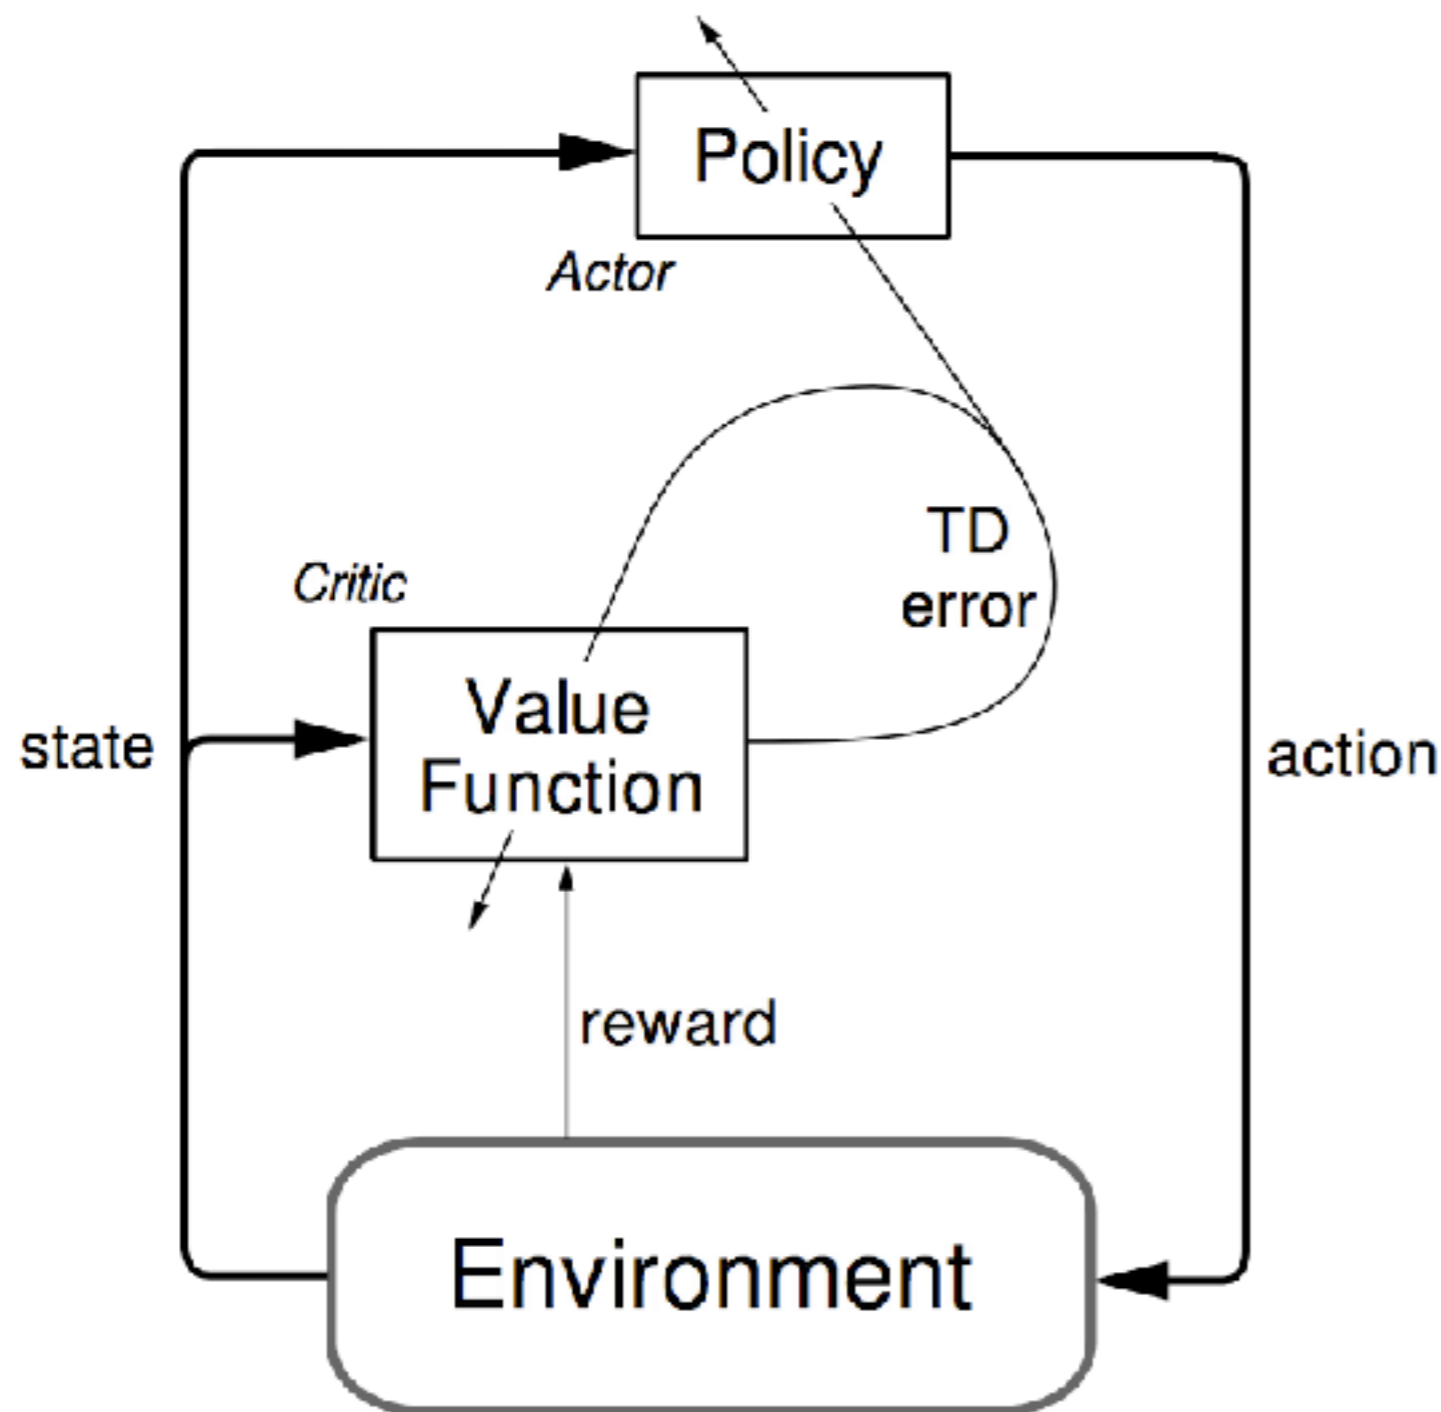 Policy
Actor
TD
error
Critic
Value
Function
state
action
reward
Environment